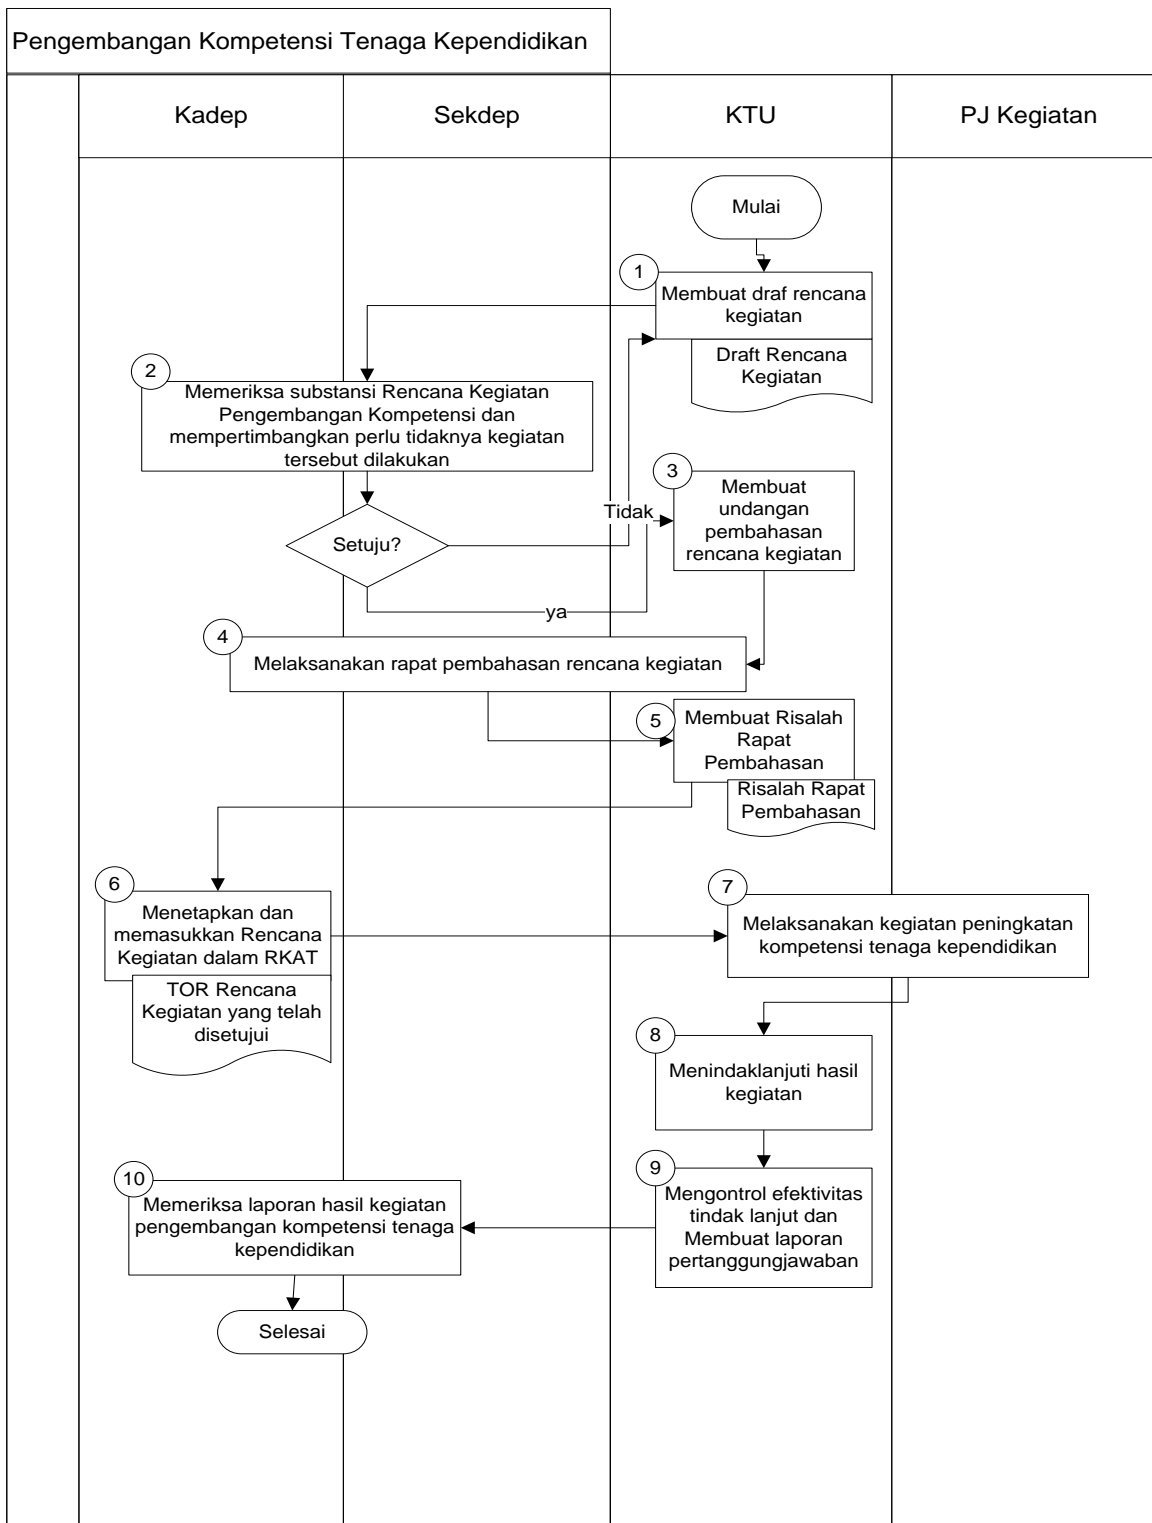 Pengembangan Kompetensi Tenaga Kependidikan
Kadep
Sekdep
KTU
PJ Kegiatan
Mulai
1
Membuat draf rencana
kegiatan
Draft Rencana
Kegiatan
2
Memeriksa substansi Rencana Kegiatan
Pengembangan Kompetensi dan
mempertimbangkan perlu tidaknya kegiatan
tersebut dilakukan
Setuju?
Tidak
ya
3
Membuat
undangan
pembahasan
rencana kegiatan
4
Melaksanakan rapat pembahasan rencana kegiatan
5
Membuat Risalah
Rapat
Pembahasan
Risalah Rapat
Pembahasan
6
Menetapkan dan
memasukkan Rencana
Kegiatan dalam RKAT
TOR Rencana
Kegiatan yang telah
disetujui
7
Melaksanakan kegiatan peningkatan
kompetensi tenaga kependidikan
8
Menindaklanjuti hasil
kegiatan
9
Mengontrol efektivitas
tindak lanjut dan
Membuat laporan
pertanggungjawaban
10
Memeriksa laporan hasil kegiatan
pengembangan kompetensi tenaga
kependidikan
Selesai